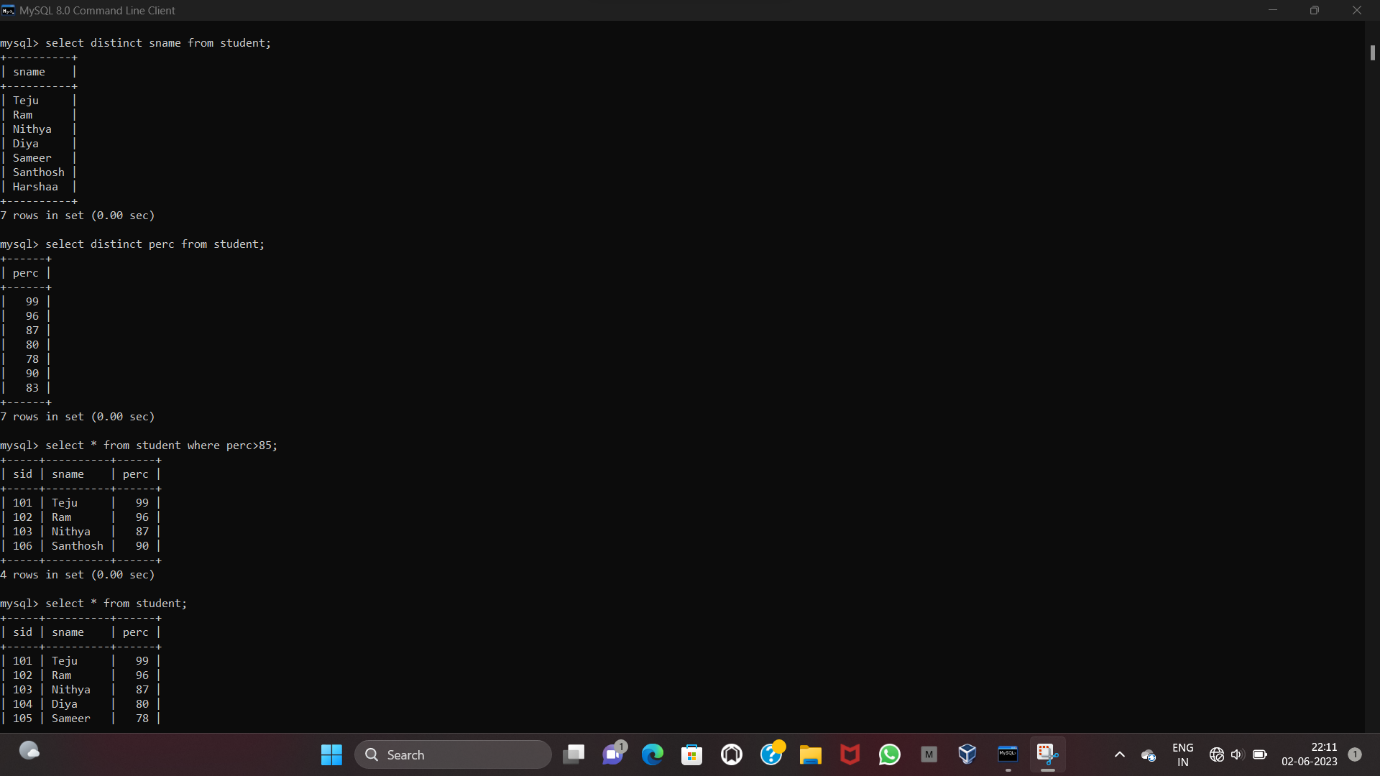 MySQL 8.0 Command Line Client
mysql> select distinct sname from student;
+----------+
| sname    |
+----------+
| Teju     |
| Ram      |
| Nithya   |
| Diya     |
| Sameer   |
| Santhosh |
| Harshaa  |
+----------+
7 rows in set (0.00 sec)
mysql> select distinct perc from student;
+------+
| perc |
+------+
|   99 |
|   96 |
|   87 |
|   80 |
|   78 |
|   90 |
|   83 |
+------+
7 rows in set (0.00 sec)
mysql> select * from student where perc>85;
+-----+----------+------+
| sid | sname    | perc |
+-----+----------+------+
| 101 | Teju     |   99 |
| 102 | Ram      |   96 |
| 103 | Nithya   |   87 |
| 106 | Santhosh |   90 |
+-----+----------+------+
4 rows in set (0.00 sec)
mysql> select * from student;
+-----+----------+------+
| sid | sname    | perc |
+-----+----------+------+
| 101 | Teju     |   99 |
| 102 | Ram      |   96 |
| 103 | Nithya   |   87 |
| 104 | Diya     |   80 |
| 105 | Sameer   |   78 |
Search
1
M
ENG
IN
22:11
02-06-2023
1